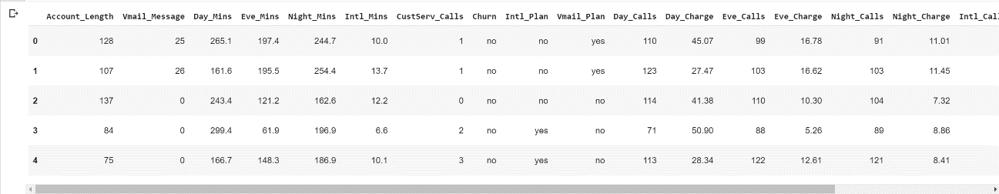 Account_Length Vmail_Message Day_Mins Eve_Mins Night_Mins Intl_Mins CustServ_Calls Churn Intl_Plan Vmail_Plan Day_Calls Day_Charge Eve_Calls Eve_Charge Night_Calls Night_Charge Intl_Call
0 128 25 265.1 197.4 244.7 10.0 1 no no yes 110 45.07 99 16.78 91 11.01
1 107 26 161.6 195.5 254.4 13.7 1 no no yes 123 27.47 103 16.62 103 11.45
2 137 0 243.4 121.2 162.6 12.2 0 no no no 114 41.38 110 10.30 104 7.32
3 84 0 299.4 61.9 196.9 6.6 2 no yes no 71 50.90 88 5.26 89 8.86
4 75 0 166.7 148.3 186.9 10.1 3 no yes no 113 28.34 122 12.61 121 8.41